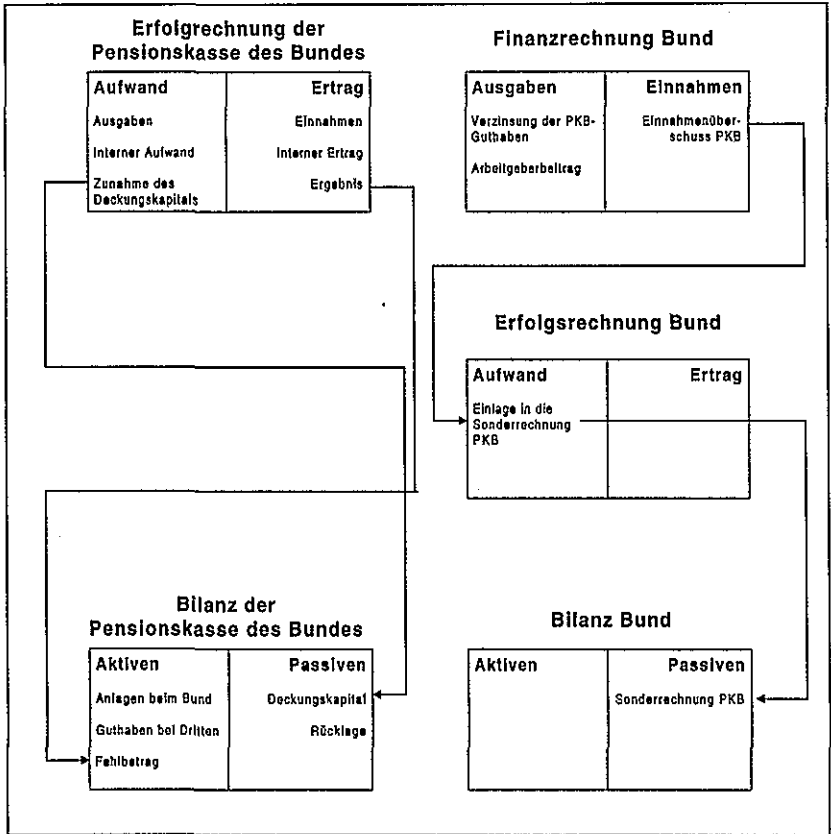 Erfolgrechnung der
Pensionskasse des Bundes
Aufwand
Ertrag
Ausgaben
Einnahmen
Interner Aufwand
Interner Ertrag
Zunahme des
Deckungskapitals
Ergebnis
Finanzrechnung Bund
Ausgaben
Einnahmen
Verzinsung der PKB-
Guthaben
Einnahmenüber-
schuss PKB
Arbeitgeberbeitrag
Erfolgsrechnung Bund
Aufwand
Ertrag
Einlage in die
Sonderrechnung
PKB
Bilanz der
Pensionskasse des Bundes
Aktiven
Passiven
Anlagen beim Bund
Deckungskapital
Guthaben bei Dritten
Rücklage
Fehlbetrag
Bilanz Bund
Aktiven
Passiven
Sonderrechnung PKB